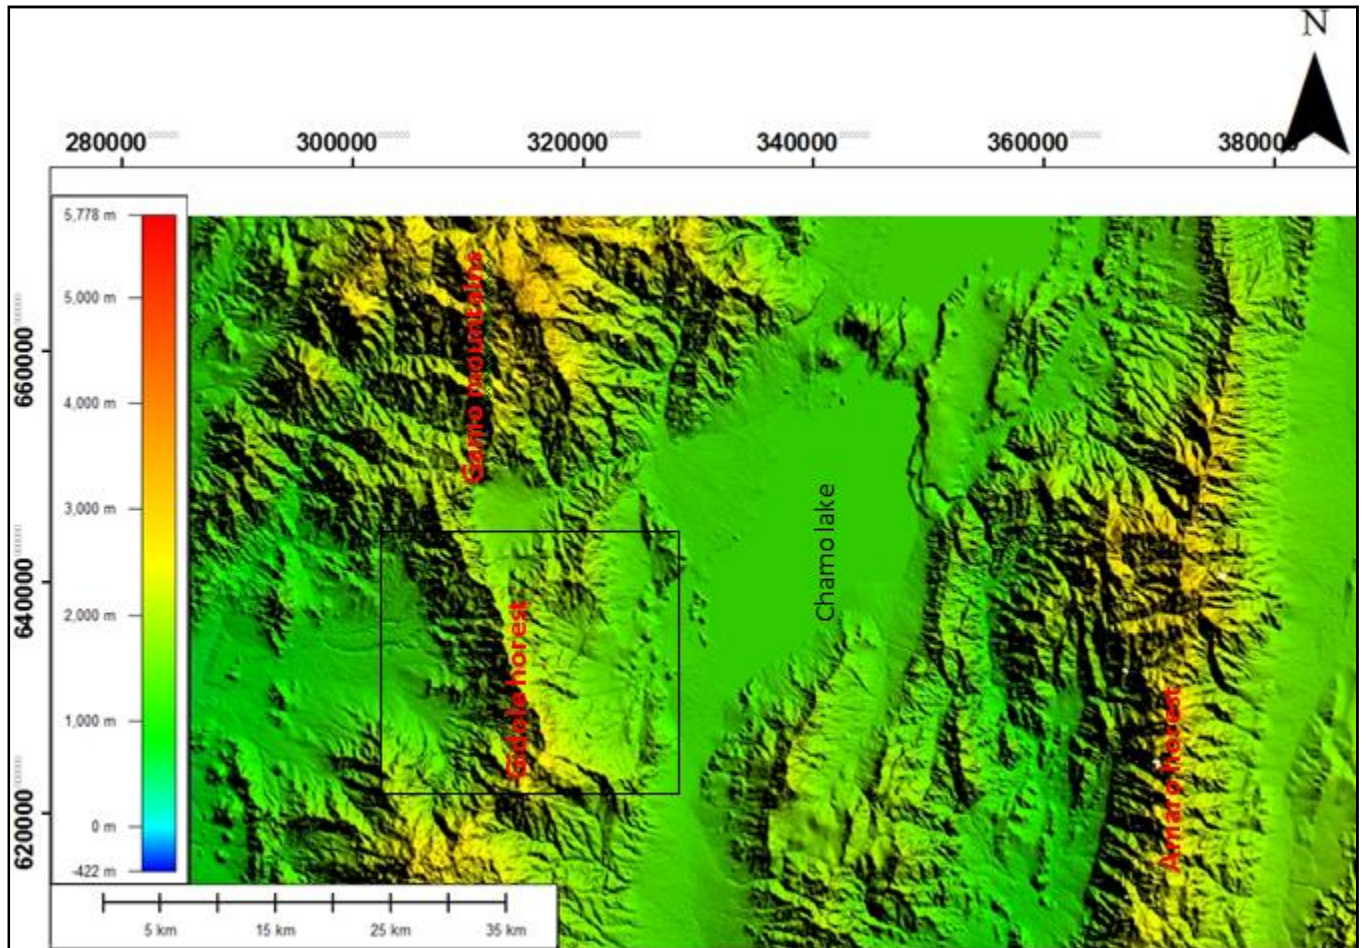 N
280000
300000
320000
340000
360000
380000
5,778 m
5,000 m
4,000 m
3,000 m
2,000 m
1,000 m
0 m
-422 m
660000
640000
620000
Gamo mountains
Gidole horest
Chamo lake
Amaro horest
5 km
15 km
25 km
35 km